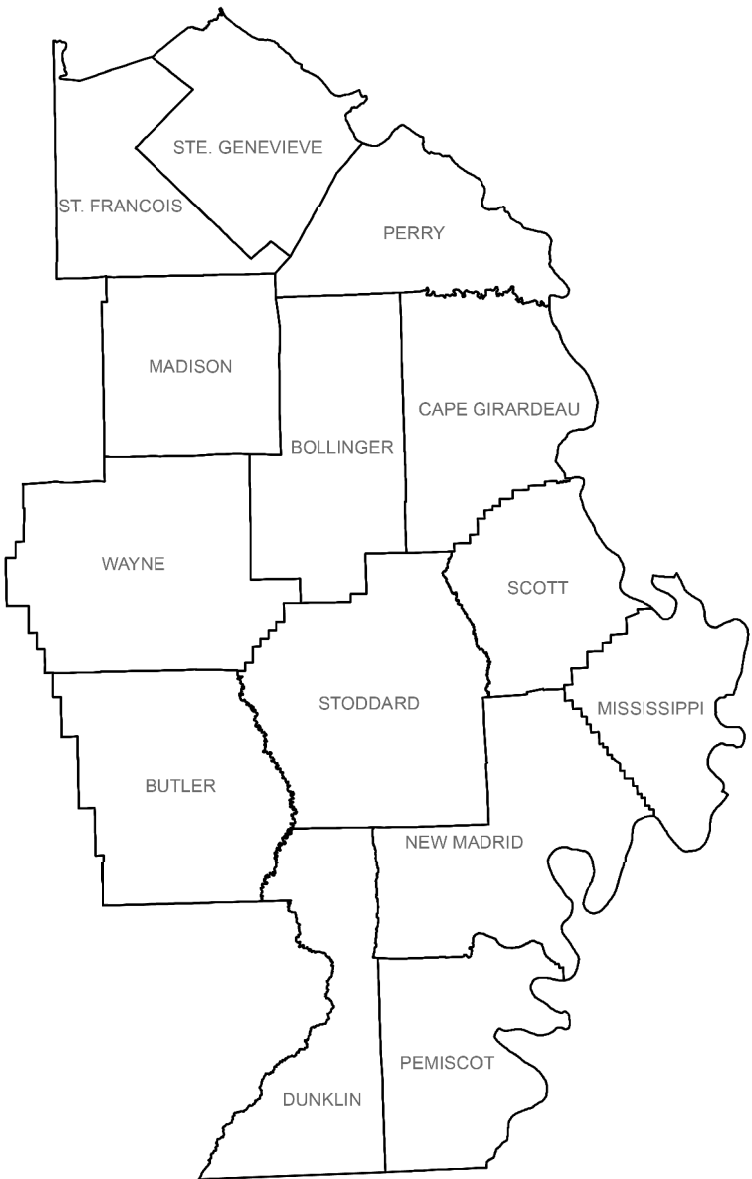 STE. GENEVIEVE
ST. FRANCOIS
PERRY
MADISON
CAPE GIRARDEAU
BOLLINGER
WAYNE
SCOTT
STODDARD
MISSISSIPPI
BUTLER
NEW MADRID
PEMISCOT
DUNKLIN